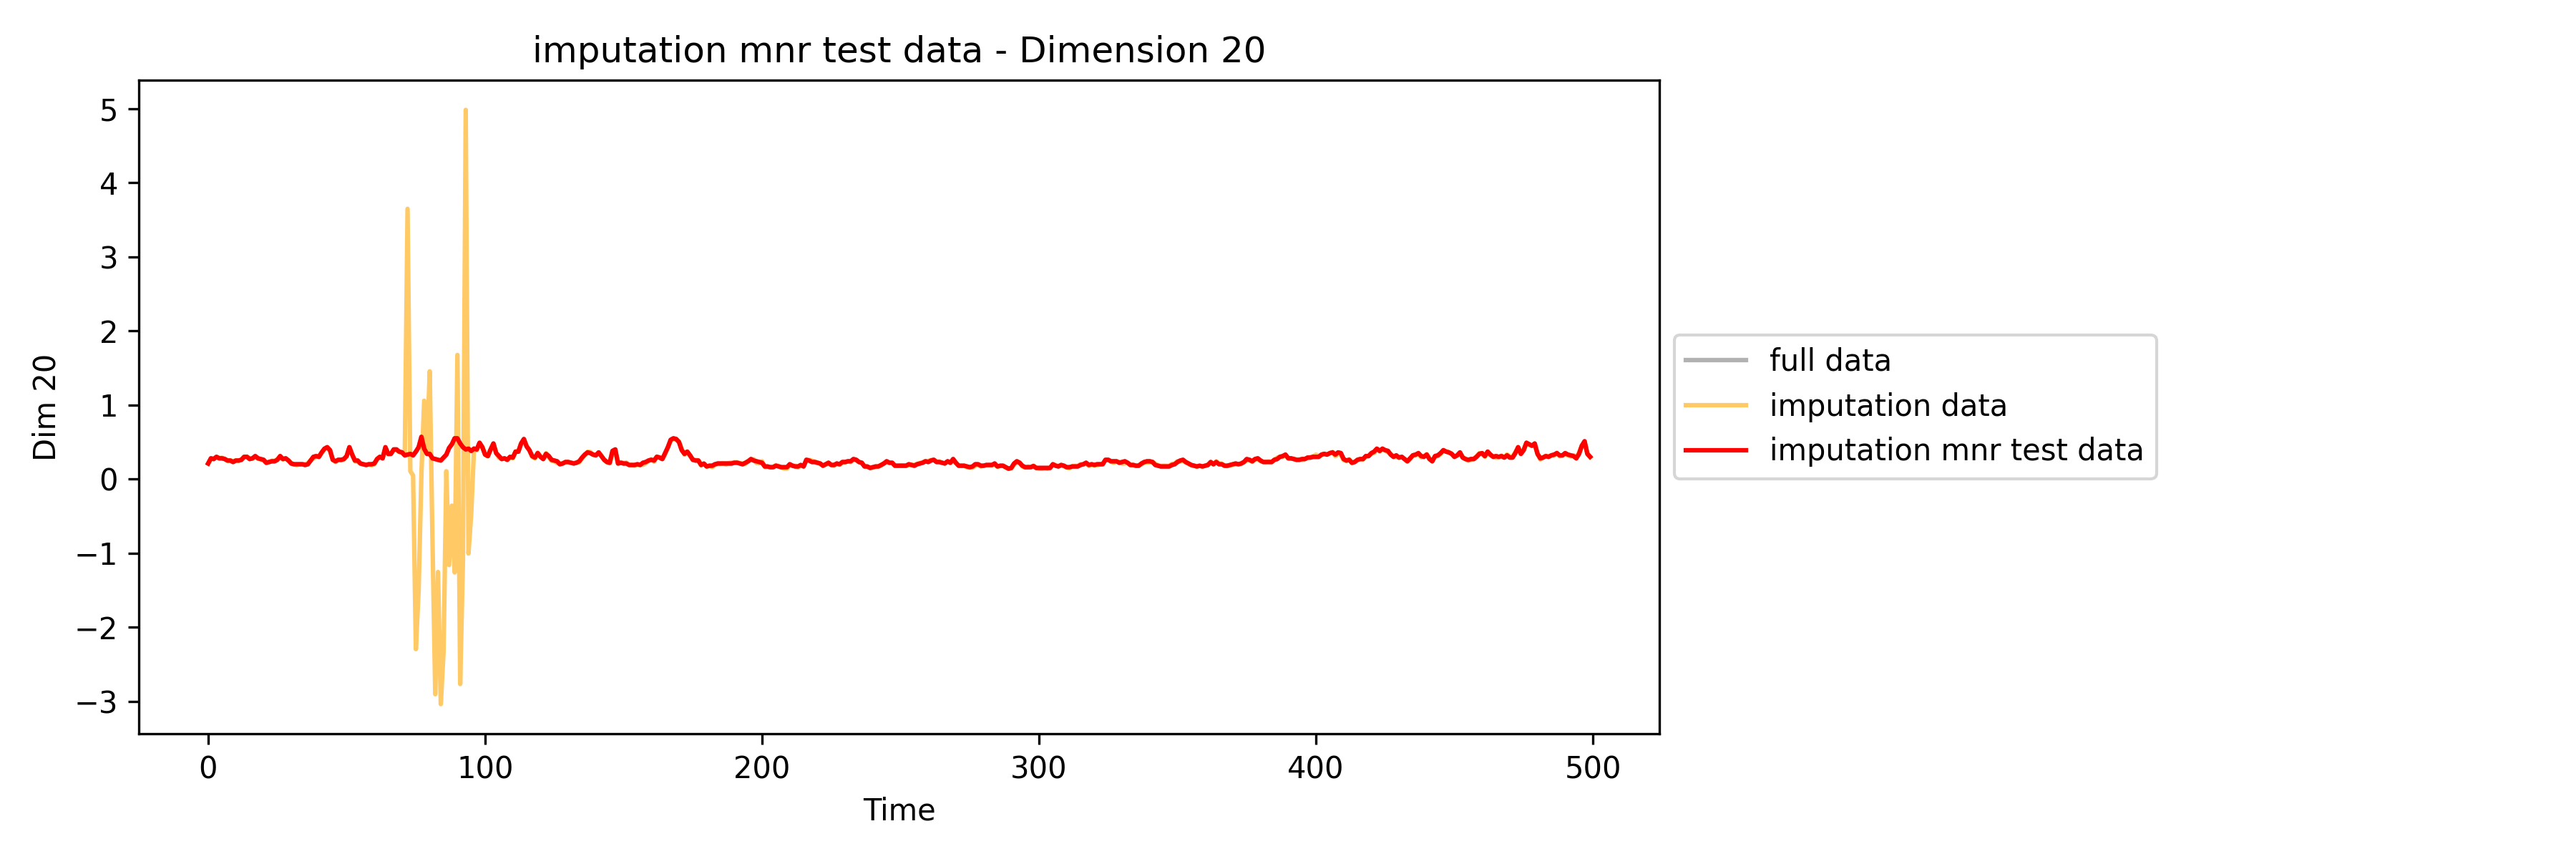 imputation mnr test data - Dimension 20
5
4
3
2
1
0
−1
−2
−3
Dim 20
0 100 200 300 400 500
Time
full data
imputation data
imputation mnr test data